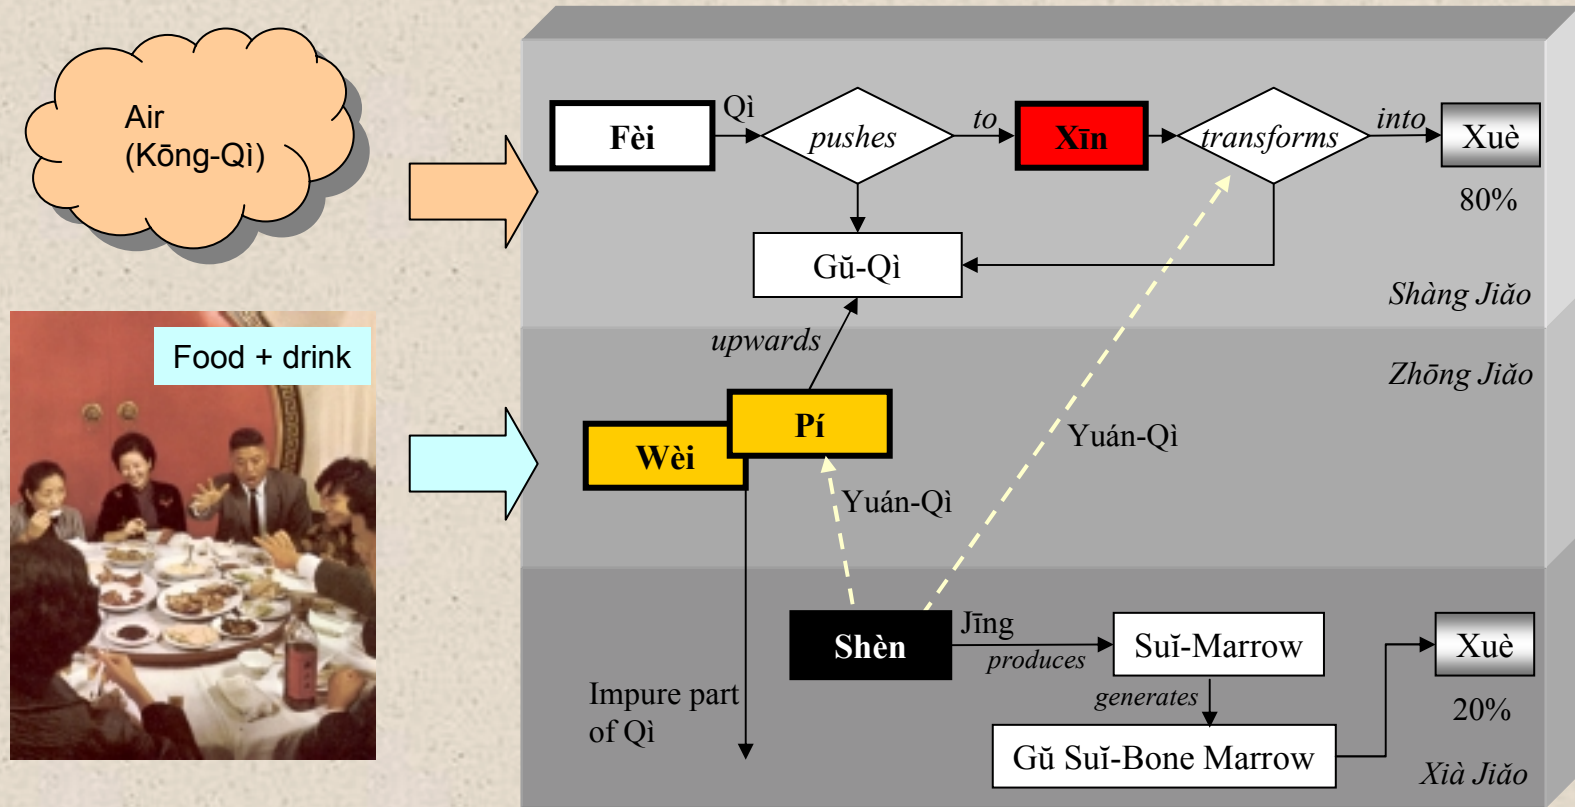 Air
(Kōng-Qì)
Fèi
Qì
pushes
to
Xīn
transforms
into
Xuè
80%
Gŭ-Qì
Shàng Jiăo
upwards
Food + drink
Zhōng Jiăo
Pí
Wèi
Yuán-Qì
Yuán-Qì
Shèn
Jīng
produces
Suĭ-Marrow
Xuè
generates
20%
Impure part
of Qì
Gŭ Suĭ-Bone Marrow
Xià Jiăo